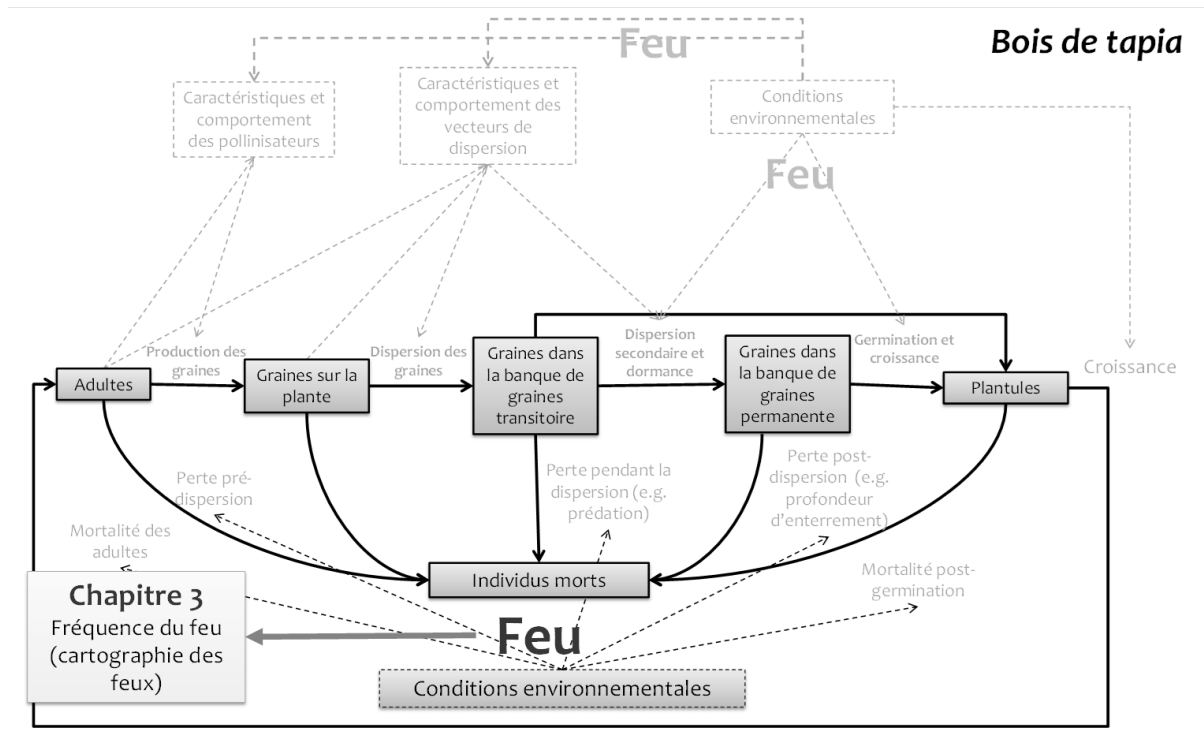 Feu
Bois de tapia
Caractéristiques et
comportement
des pollinisateurs
Caractéristiques et
comportement des
vecteurs de
dispersion
Conditions
environnementales
Feu
Production des
graines
Dispersion des
graines
Dispersion
secondaire et
dormance
Germination et
croissance
Croissance
Adultes
Graines sur la
plante
Graines dans
la banque de
graines
transitoire
Graines dans
la banque de
graines
permanente
Plantules
Perte pré-
dispersion
Perte pendant la
dispersion (e.g.
prédation)
Perte post-
dispersion (e.g.
profondeur
d'enterrement)
Mortalité des
adultes
Individus morts
Mortalité post-
germination
Chapitre 3
Fréquence du feu
(cartographie des
feux)
Feu
Conditions environnementales